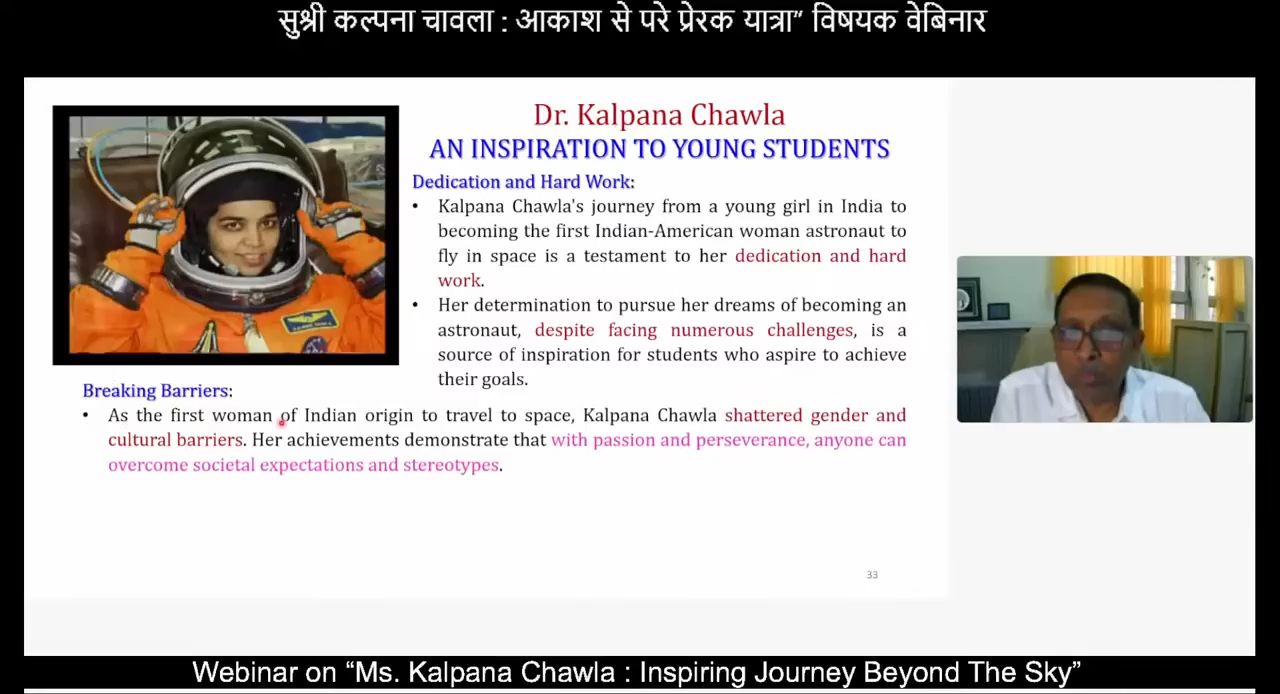 सुश्री कल्पना चावला : आकाश से परे प्रेरक यात्रा” विषयक वेबिनार
Dr. Kalpana Chawla
AN INSPIRATION TO YOUNG STUDENTS
Dedication and Hard Work:
• Kalpana Chawla's journey from a young girl in India to
becoming the first Indian-American woman astronaut to
fly in space is a testament to her dedication and hard
work.
• Her determination to pursue her dreams of becoming an
astronaut, despite facing numerous challenges, is a
source of inspiration for students who aspire to achieve
their goals.
Breaking Barriers:
• As the first woman of Indian origin to travel to space, Kalpana Chawla shattered gender and
cultural barriers. Her achievements demonstrate that with passion and perseverance, anyone can
overcome societal expectations and stereotypes.
33
Webinar on “Ms. Kalpana Chawla : Inspiring Journey Beyond The Sky”